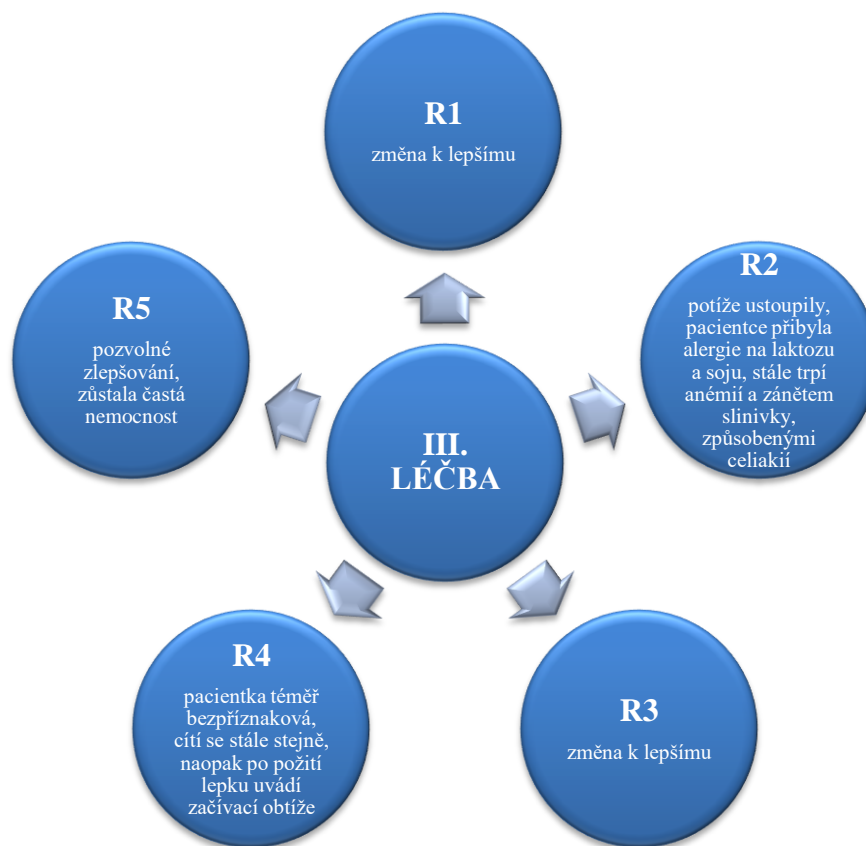 R1
změna k lepšímu
R2
potíže ustoupily,
pacientce přibyla
alergie na laktozu
a soju, stále trpí
anémií a zánětem
slinivky,
způsobenými
celiakií
R3
změna k lepšímu
R4
pacientka téměř
bezpříznaková,
cítí se stále stejně,
naopak po požití
lepku uvádí
začívací obtíže
R5
pozvolné
zlepšování,
zůstala častá
nemocnost
III.
LÉČBA